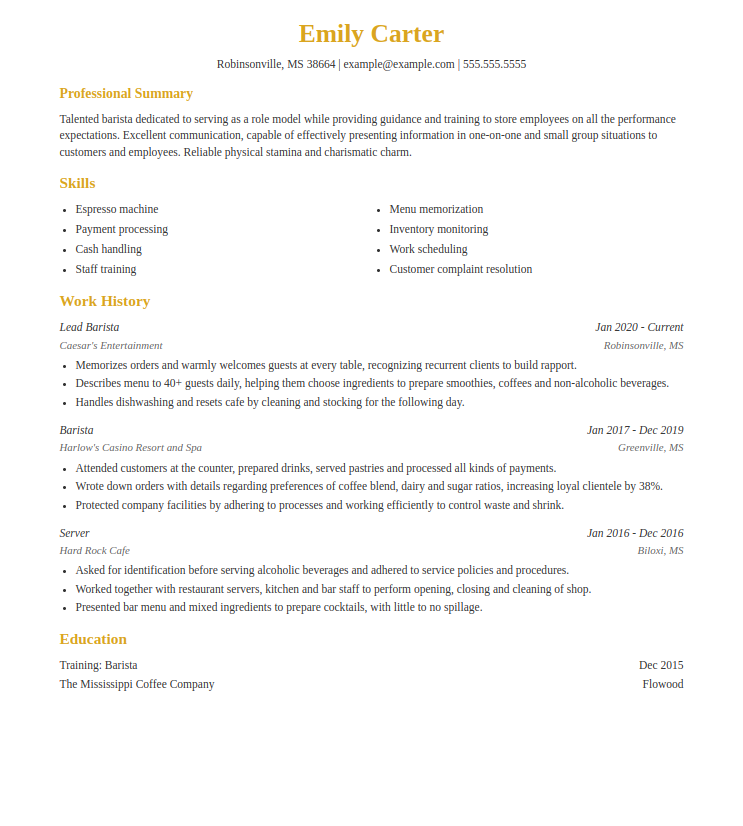 Emily Carter
Robinsonville, MS 38664 | example@example.com | 555.555.5555
Professional Summary
Talented barista dedicated to serving as a role model while providing guidance and training to store employees on all the performance
expectations. Excellent communication, capable of effectively presenting information in one-on-one and small group situations to
customers and employees. Reliable physical stamina and charismatic charm.
Skills
• Espresso machine
• Payment processing
• Cash handling
• Staff training
• Menu memorization
• Inventory monitoring
• Work scheduling
• Customer complaint resolution
Work History
Lead Barista Jan 2020 - Current
Caesar's Entertainment Robinsonville, MS
• Memorizes orders and warmly welcomes guests at every table, recognizing recurrent clients to build rapport.
• Describes menu to 40+ guests daily, helping them choose ingredients to prepare smoothies, coffees and non-alcoholic beverages.
• Handles dishwashing and resets cafe by cleaning and stocking for the following day.
Barista Jan 2017 - Dec 2019
Harlow's Casino Resort and Spa Greenville, MS
• Attended customers at the counter, prepared drinks, served pastries and processed all kinds of payments.
• Wrote down orders with details regarding preferences of coffee blend, dairy and sugar ratios, increasing loyal clientele by 38%.
• Protected company facilities by adhering to processes and working efficiently to control waste and shrink.
Server Jan 2016 - Dec 2016
Hard Rock Cafe Biloxi, MS
• Asked for identification before serving alcoholic beverages and adhered to service policies and procedures.
• Worked together with restaurant servers, kitchen and bar staff to perform opening, closing and cleaning of shop.
• Presented bar menu and mixed ingredients to prepare cocktails, with little to no spillage.
Education
Training: Barista Dec 2015
The Mississippi Coffee Company Flowood